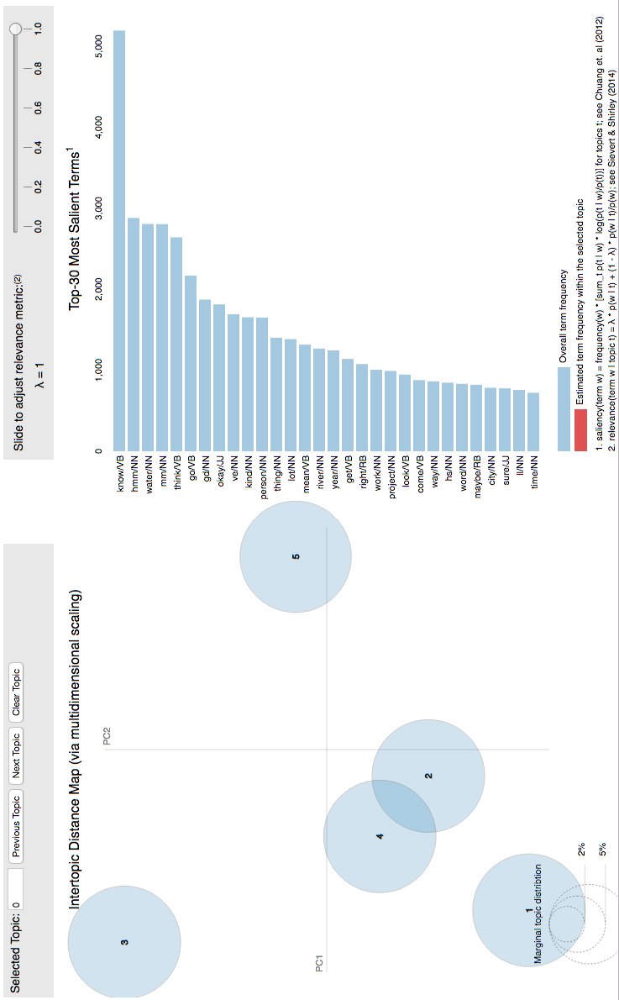 Selected Topic: 0
Previous Topic
Next Topic
Clear Topic
Slide to adjust relevance metric:(2)
λ = 1
0.0
0.2
0.4
0.6
0.8
1.0
Intertopic Distance Map (via multidimensional scaling)
PC2
PC1
3
5
4
2
1
Marginal topic distribtion
2%
5%
Top-30 Most Salient Terms1
0
1,000
2,000
3,000
4,000
5,000
know/VB
hmm/NN
water/NN
mm/NN
think/VB
go/VB
gd/NN
okay/JJ
ve/NN
kind/NN
person/NN
thing/NN
lot/NN
mean/VB
river/NN
year/NN
get/VB
right/RB
work/NN
project/NN
look/VB
come/VB
way/NN
hs/NN
word/NN
maybe/RB
city/NN
sure/JJ
ll/NN
time/NN
Overall term frequency
Estimated term frequency within the selected topic
1. saliency(term w) = frequency(w) * [sum_t p(t | w) * log(p(t | w)/p(t))] for topics t; see Chuang et. al (2012)
2. relevance(term w | topic t) = λ * p(w | t) + (1 - λ) * p(w | t)/p(w); see Sievert & Shirley (2014)